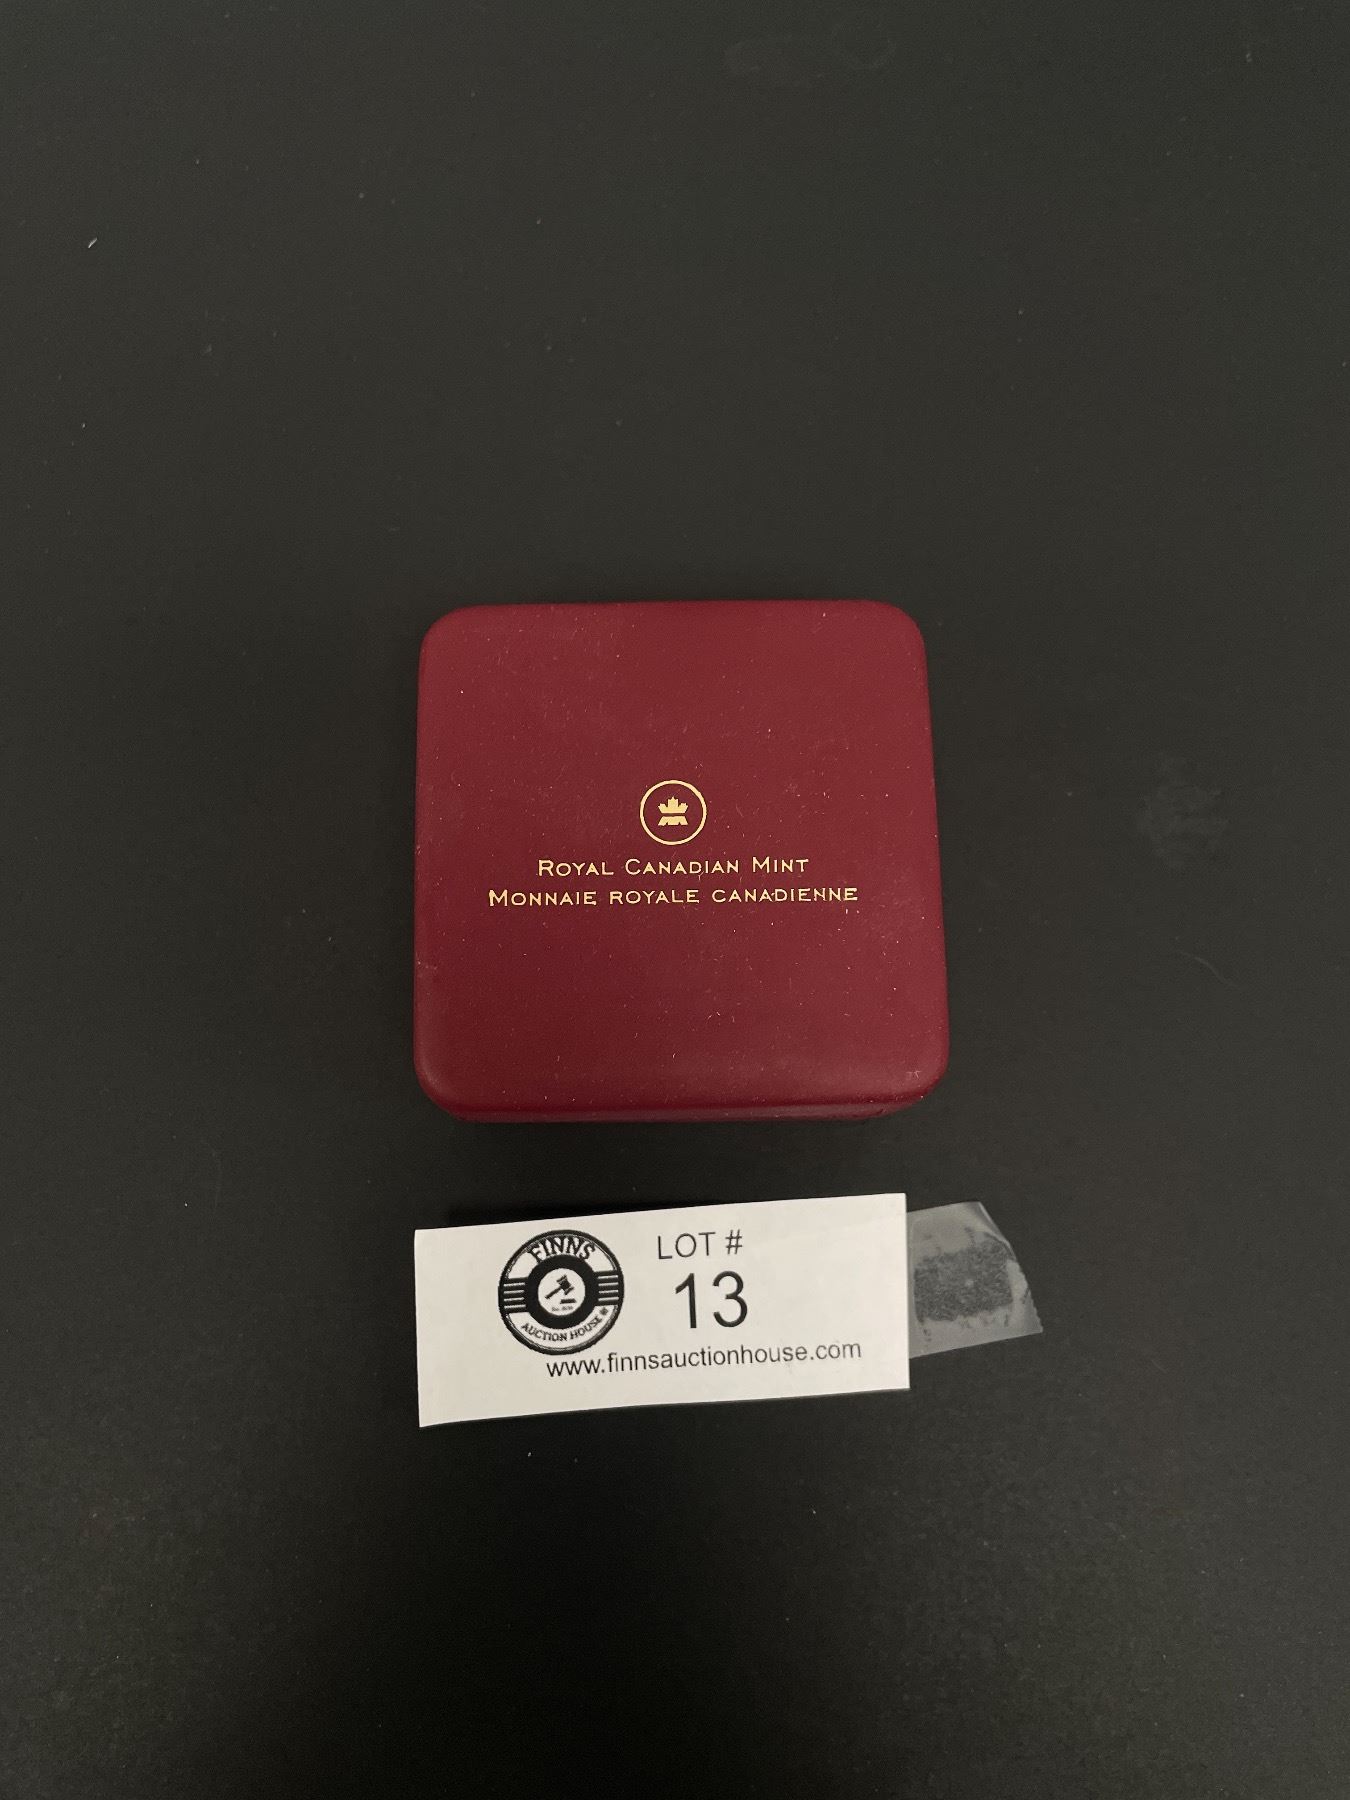 ROYAL CANADIAN MINT
MONNAIE ROYALE CANADIENNE
FINNS
AUCTION HOUSE
LOT #
13
www.finnsauctionhouse.com